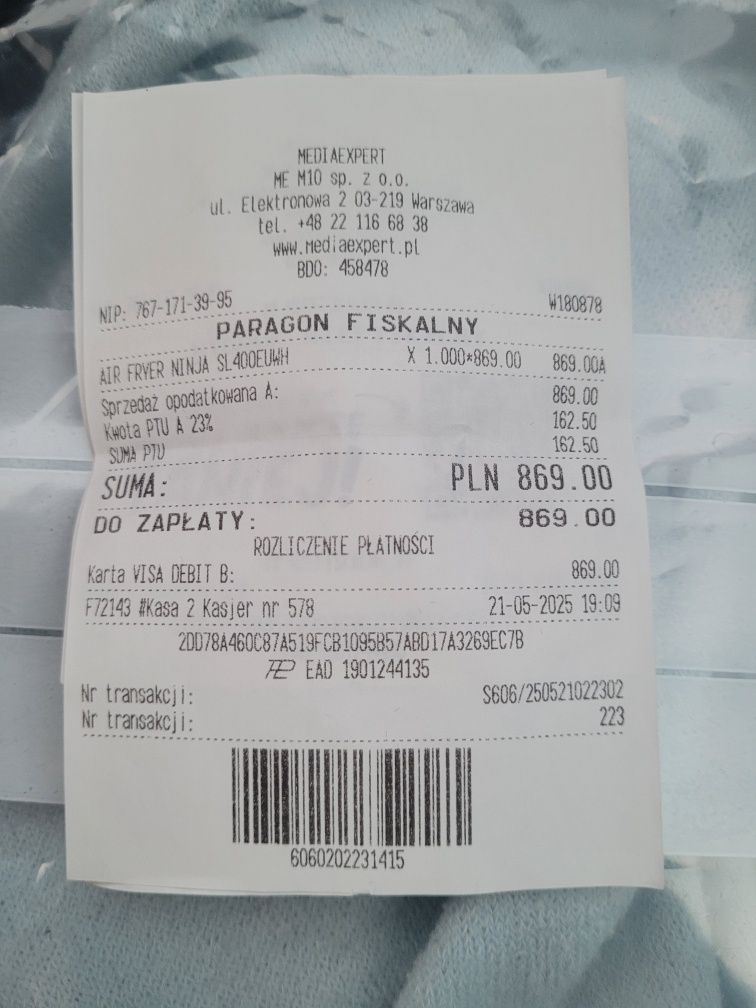 MEDIAEXPERT
ME M10 sp. z o.o.
ul. Elektronowa 2 03-219 Warszawa
tel. +48 22 116 68 38
www.mediaexpert.pl
BDO: 458478
NIP: 767-171-39-95 W180878
PARAGON FISKALNY
AIR FRYER NINJA SL400EUWH X 1.000*869.00 869.00A
Sprzedaż opodatkowana A: 869.00
Kwota PTU A 23% 162.50
SUMA PTU 162.50
SUMA: PLN 869.00
DO ZAPŁATY: 869.00
ROZLICZENIE PŁATNOŚCI
Karta VISA DEBIT B: 869.00
F72143 #Kasa 2 Kasjer nr 578 21-05-2025 19:09
2DD78A460C87A519FCB1095B57ABD17A3269EC7B
EAD 1901244135
Nr transakcji: S606/250521022302
Nr transakcji: 223
6060202231415